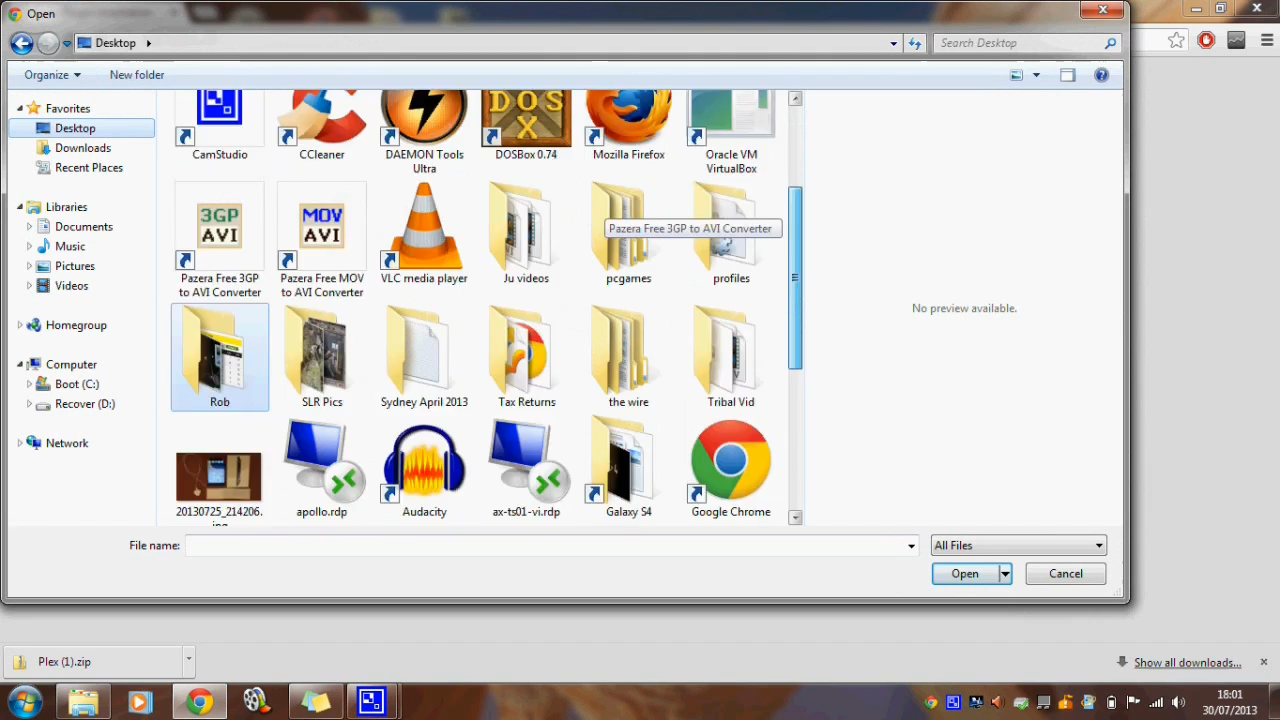 Open
Desktop
Search Desktop
Organize
New folder
Favorites
Desktop
Downloads
Recent Places
Libraries
Documents
Music
Pictures
Videos
Homegroup
Computer
Boot (C:)
Recover (D:)
Network
DOS
X
CamStudio
CCleaner
DAEMON Tools
Ultra
DOSBox 0.74
Mozilla Firefox
Oracle VM
VirtualBox
3GP
AVI
MOV
AVI
Pazera Free 3GP to AVI Converter
Pazera Free 3GP
to AVI Converter
Pazera Free MOV
to AVI Converter
VLC media player
Ju videos
pcgames
profiles
Rob
SLR Pics
Sydney April 2013
Tax Returns
the wire
Tribal Vid
20130725_214206.
apollo.rdp
Audacity
ax-ts01-vi.rdp
Galaxy S4
Google Chrome
No preview available.
File name:
All Files
Open
Cancel
Plex (1).zip
Show all downloads...
18:01
30/07/2013